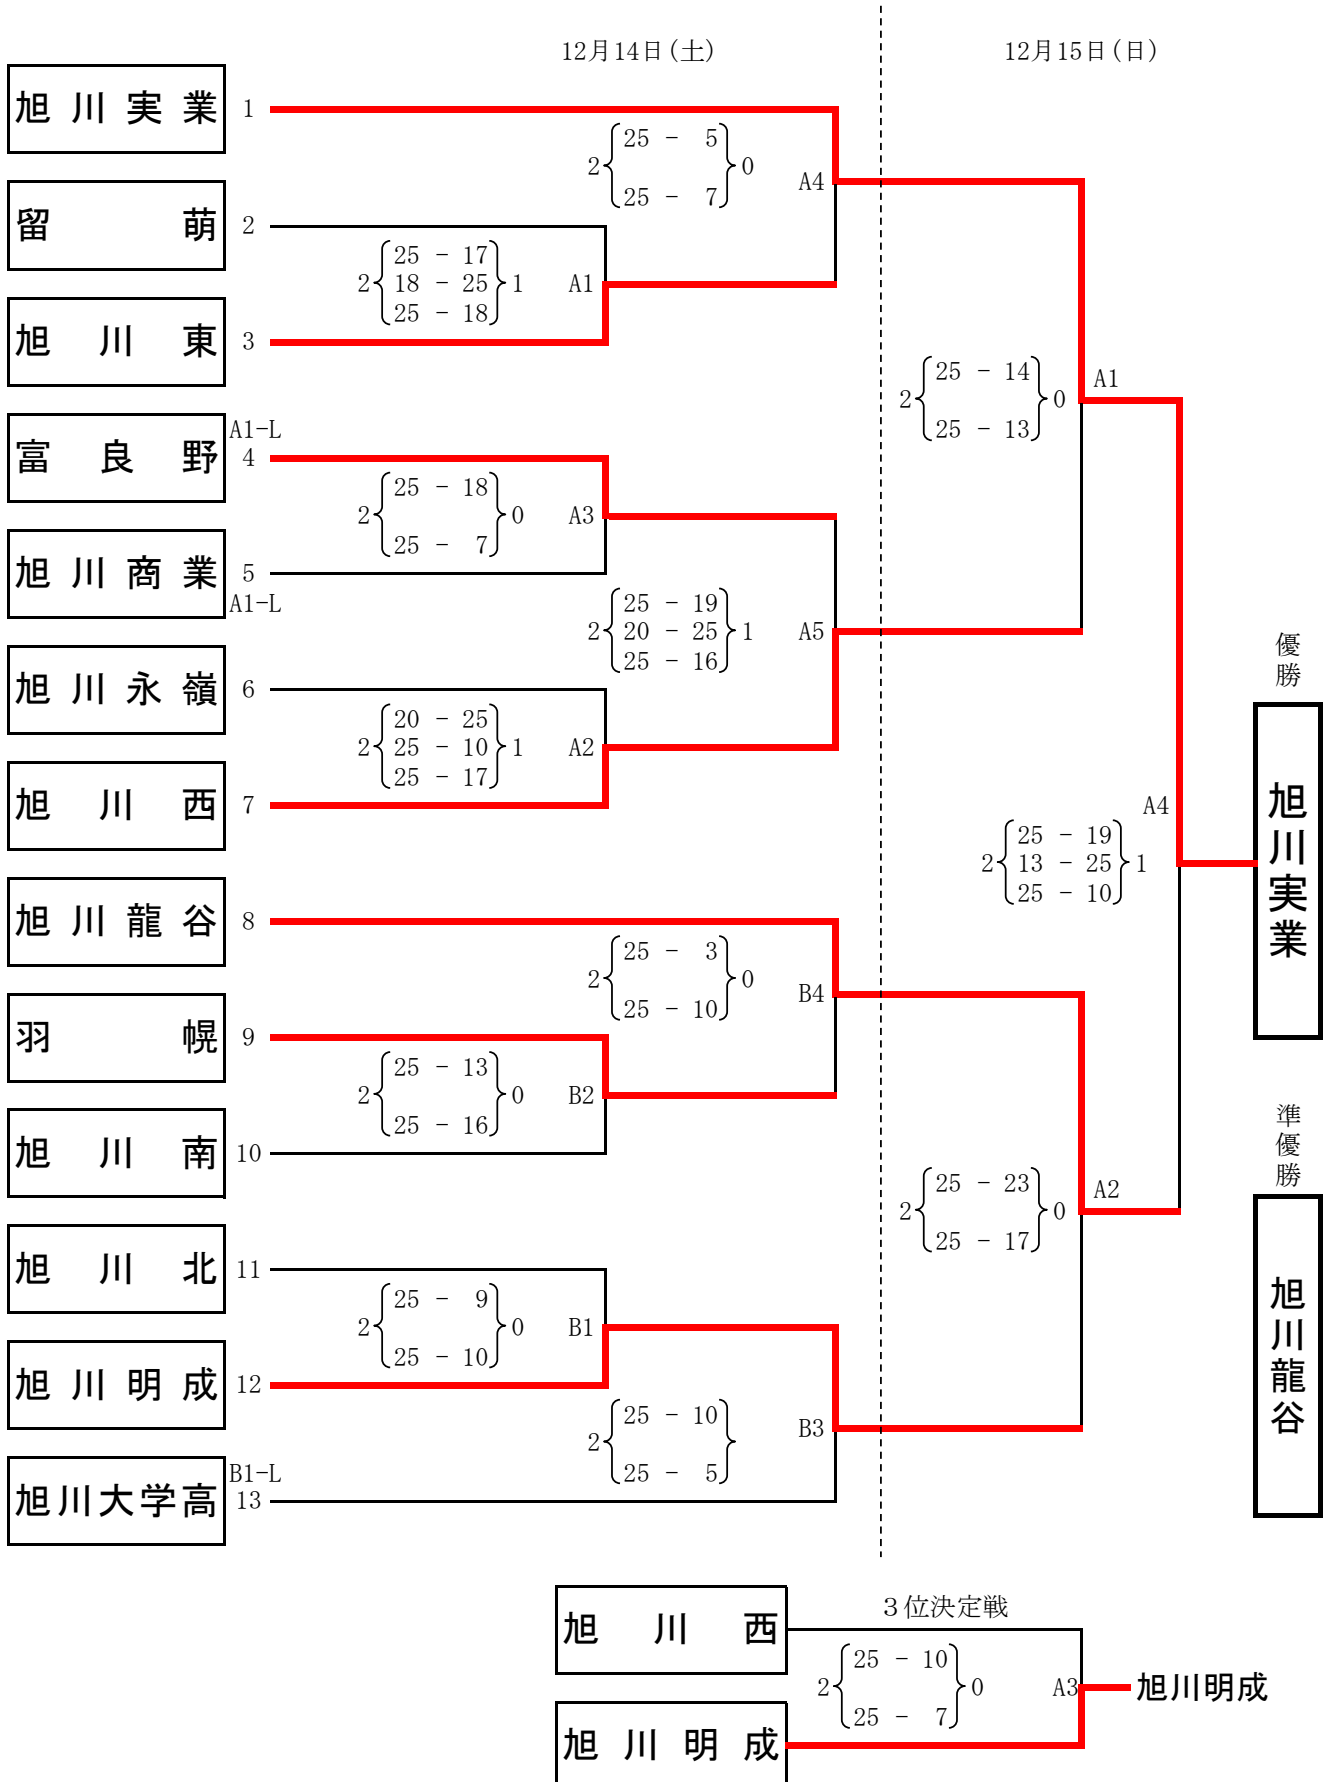 12月14日(土)
12月15日(日)
旭川実業 1
25 - 5
2 0
25 - 7
A4
留萌 2
25 - 17
2 18 - 25 1
25 - 18
A1
旭川東 3
25 - 14
2 0
25 - 13
A1
A1-L
富良野 4
25 - 18
2 0
25 - 7
A3
旭川商業 5
A1-L
25 - 19
2 20 - 25 1
25 - 16
A5
旭川永嶺 6
20 - 25
2 25 - 10 1
25 - 17
A2
旭川西 7
A4
25 - 19
2 13 - 25 1
25 - 10
優勝
旭川実業
旭川龍谷 8
25 - 3
2 0
25 - 10
B4
羽幌 9
25 - 13
2 0
25 - 16
B2
旭川南 10
25 - 23
2 0
25 - 17
A2
準優勝
旭川龍谷
旭川北 11
25 - 9
2 0
25 - 10
B1
旭川明成 12
25 - 10
2
25 - 5
B3
B1-L
旭川大学高 13
3位決定戦
旭川西
25 - 10
2 0
25 - 7
A3
旭川明成
旭川明成